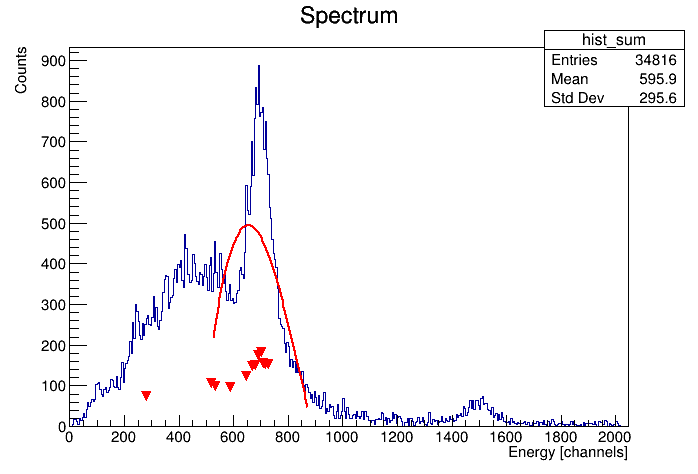 Spectrum
hist_sum
Entries 34816
Mean 595.9
Std Dev 295.6
Counts
900
800
700
600
500
400
300
200
100
0
0 200 400 600 800 1000 1200 1400 1600 1800 2000
Energy [channels]